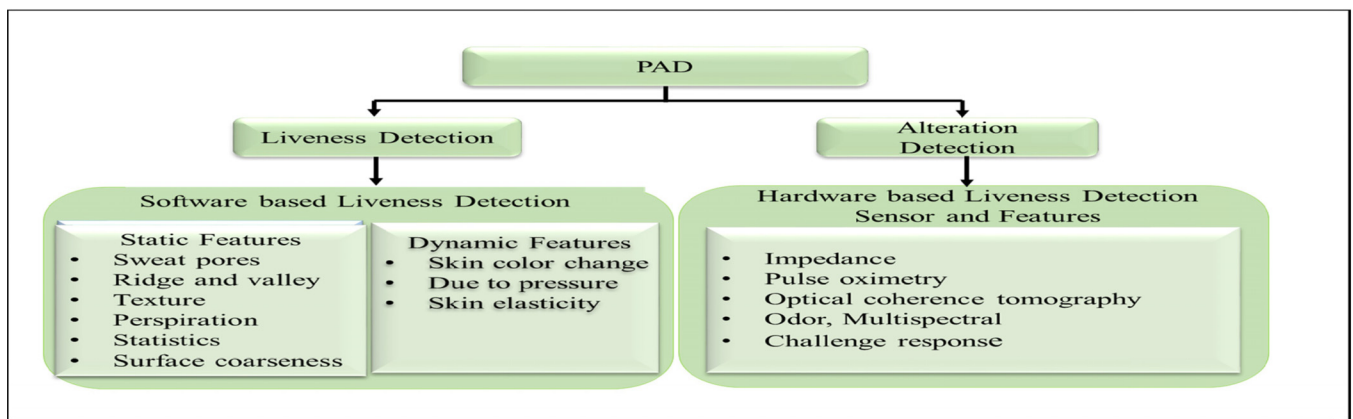 PAD
Liveness Detection
Alteration
Detection
Software based Liveness Detection
Static Features
• Sweat pores
• Ridge and valley
• Texture
• Perspiration
• Statistics
• Surface coarseness
Dynamic Features
• Skin color change
• Due to pressure
• Skin elasticity
Hardware based Liveness Detection
Sensor and Features
• Impedance
• Pulse oximetry
• Optical coherence tomography
• Odor, Multispectral
• Challenge response